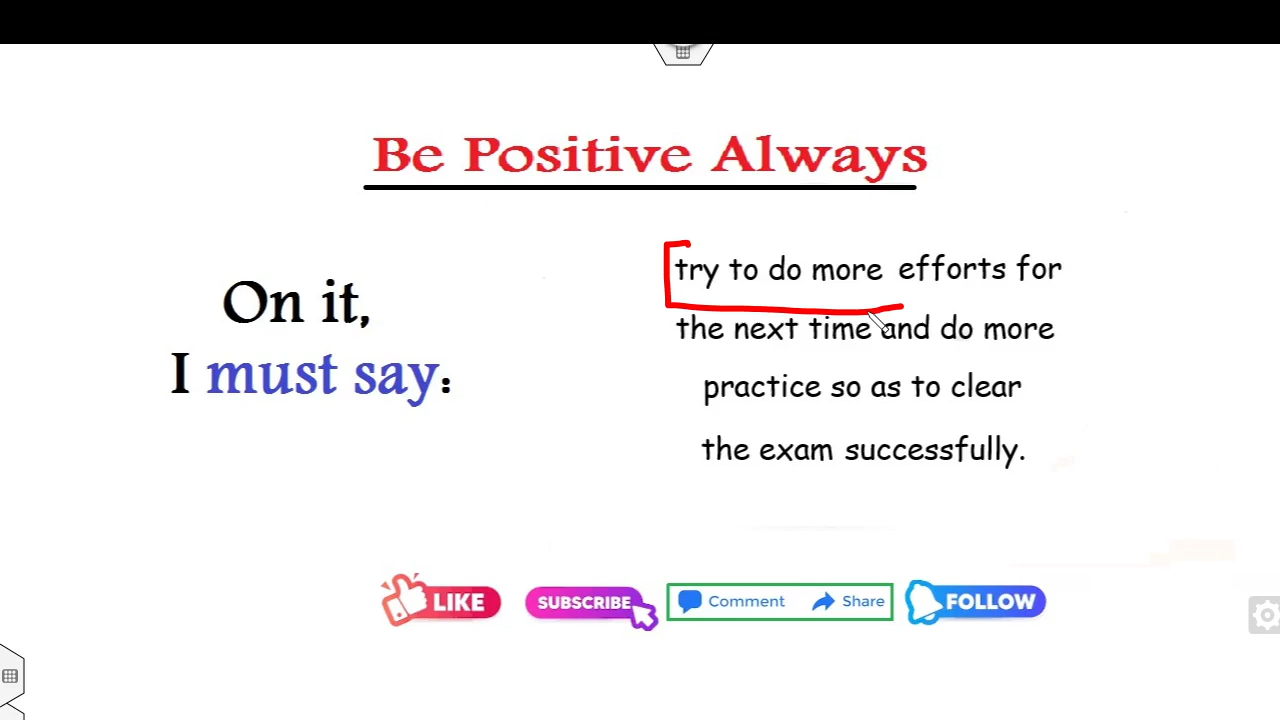 Be Positive Always
On it,
I must say:
try to do more efforts for
the next time and do more
practice so as to clear
the exam successfully.
LIKE
SUBSCRIBE
Comment
Share
FOLLOW